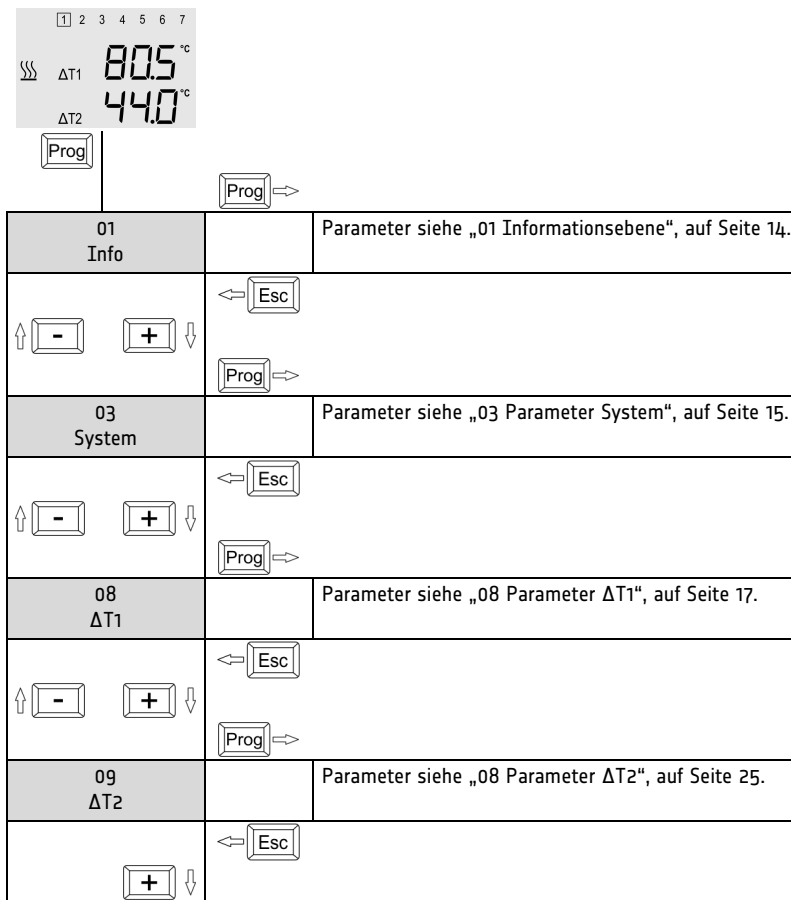 1 2 3 4 5 6 7
ΔT1 80.5 °C
ΔT2 44.0 °C
Prog
Prog
01
Info
Parameter siehe „01 Informationsebene“, auf Seite 14.
Esc
- +
Prog
03
System
Parameter siehe „03 Parameter System“, auf Seite 15.
Esc
- +
Prog
08
ΔT1
Parameter siehe „08 Parameter ΔT1“, auf Seite 17.
Esc
- +
Prog
09
ΔT2
Parameter siehe „08 Parameter ΔT2“, auf Seite 25.
Esc
+